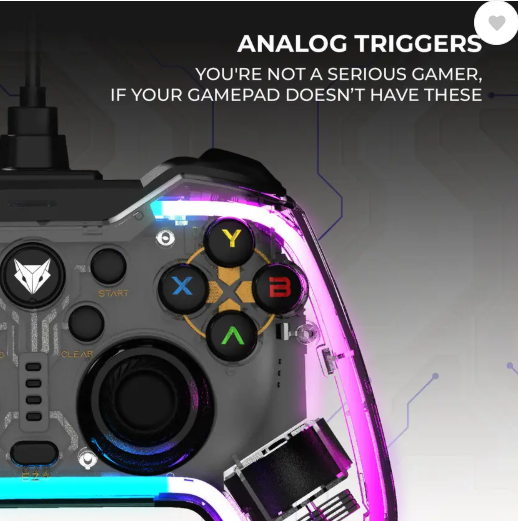 ANALOG TRIGGERS
YOU'RE NOT A SERIOUS GAMER,
IF YOUR GAMEPAD DOESN'T HAVE THESE
Y
X
B
A
START
CLEAR